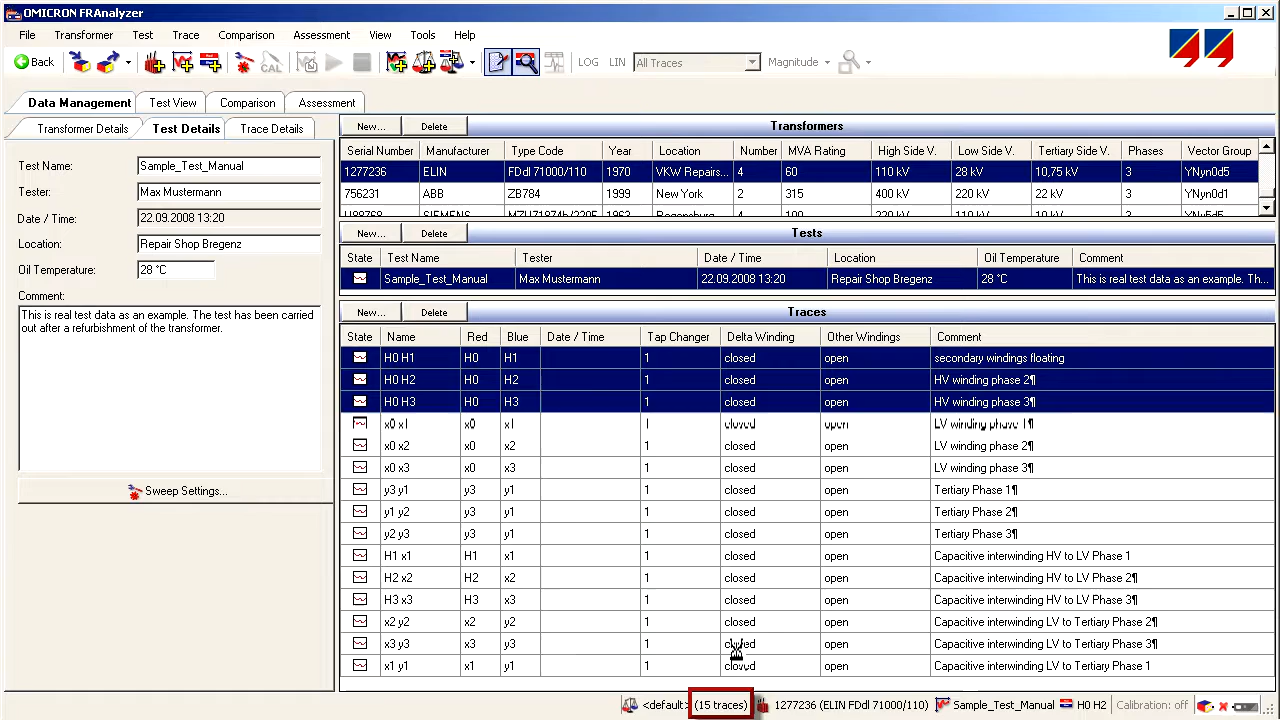 OMICRON FRAnalyzer
File Transformer Test Trace Comparison Assessment View Tools Help
Back CAL LOG LIN All Traces Magnitude
Data Management Test View Comparison Assessment
Transformer Details Test Details Trace Details
Test Name: Sample_Test_Manual
Tester: Max Mustermann
Date / Time: 22.09.2008 13:20
Location: Repair Shop Bregenz
Oil Temperature: 28 °C
Comment:
This is real test data as an example. The test has been carried
out after a refurbishment of the transformer.
Sweep Settings...
New... Delete Transformers
Serial Number Manufacturer Type Code Year Location Number MVA Rating High Side V. Low Side V. Tertiary Side V. Phases Vector Group
1277236 ELIN FDdl 71000/110 1970 VKW Repairs... 4 60 110 kV 28 kV 10,75 kV 3 YNyn0d5
756231 ABB ZB784 1999 New York 2 315 400 kV 220 kV 22 kV 3 YNyn0d1
SIEMENS 1963 Regensburg 4 100 220 kV 110 kV 10 kV 3
New... Delete Tests
State Test Name Tester Date / Time Location Oil Temperature Comment
Sample_Test_Manual Max Mustermann 22.09.2008 13:20 Repair Shop Bregenz 28 °C This is real test data as an example. Th...
New... Delete Traces
State Name Red Blue Date / Time Tap Changer Delta Winding Other Windings Comment
H0 H1 H0 H1 1 closed open secondary windings floating
H0 H2 H0 H2 1 closed open HV winding phase 2¶
H0 H3 H0 H3 1 closed open HV winding phase 3¶
x0 x1 x0 x1 1 closed open LV winding phase 1¶
x0 x2 x0 x2 1 closed open LV winding phase 2¶
x0 x3 x0 x3 1 closed open LV winding phase 3¶
y3 y1 y3 y1 1 closed open Tertiary Phase 1¶
y1 y2 y3 y1 1 closed open Tertiary Phase 2¶
y2 y3 y3 y1 1 closed open Tertiary Phase 3¶
H1 x1 H1 x1 1 closed open Capacitive interwinding HV to LV Phase 1
H2 x2 H2 x2 1 closed open Capacitive interwinding HV to LV Phase 2¶
H3 x3 H3 x3 1 closed open Capacitive interwinding HV to LV Phase 3¶
x2 y2 x2 y2 1 closed open Capacitive interwinding LV to Tertiary Phase 2¶
x3 y3 x3 y3 1 closed open Capacitive interwinding LV to Tertiary Phase 3¶
x1 y1 x1 y1 1 closed open Capacitive interwinding LV to Tertiary Phase 1
<default> (15 traces) 1277236 (ELIN FDdl 71000/110) Sample_Test_Manual H0 H2 Calibration: off